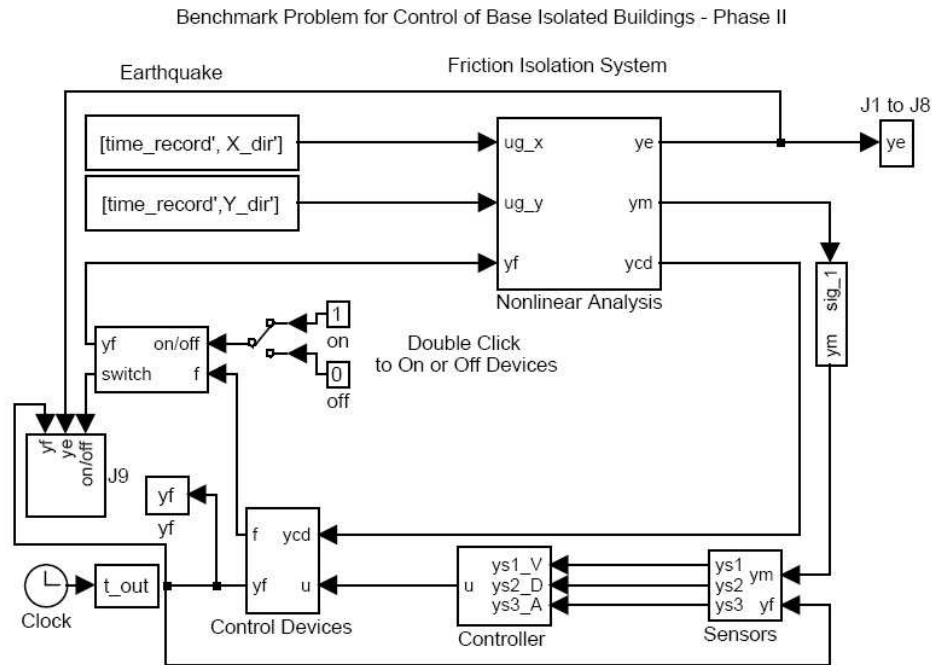 Benchmark Problem for Control of Base Isolated Buildings - Phase II
Earthquake
Friction Isolation System
J1 to J8
[time_record', X_dir']
ug_x
ye
ye
[time_record',Y_dir']
ug_y
ym
yf
ycd
Nonlinear Analysis
sig_1
ym
1
on
yf
on/off
Double Click
to On or Off Devices
switch
f
0
off
yf
ye
on/off
J9
yf
yf
f
ycd
yf
u
Control Devices
ys1_V
ys2_D
ys3_A
u
Controller
ys1
ys2
ys3
ym
yf
Sensors
t_out
Clock